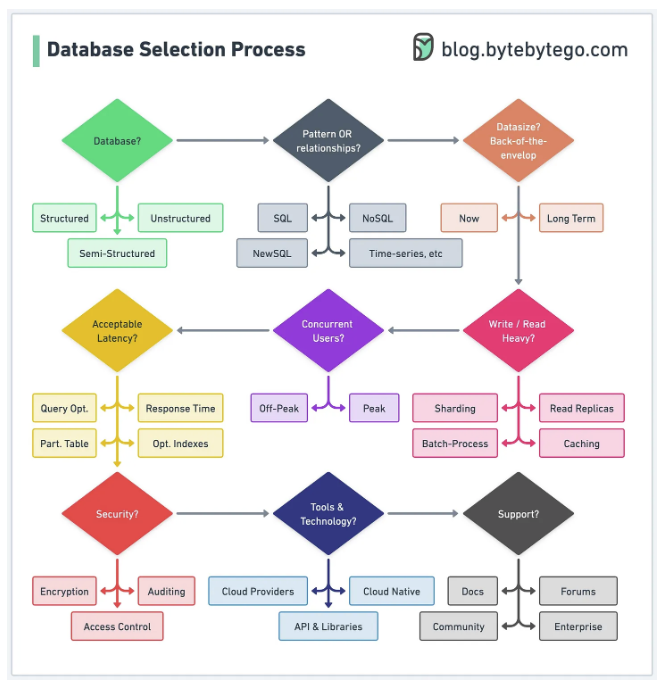 Database Selection Process
blog.bytebytego.com
Database?
Pattern OR
relationships?
Datasize?
Back-of-the-
envelop
Structured
Unstructured
Semi-Structured
SQL
NoSQL
NewSQL
Time-series, etc
Now
Long Term
Acceptable
Latency?
Concurrent
Users?
Write / Read
Heavy?
Query Opt.
Response Time
Part. Table
Opt. Indexes
Off-Peak
Peak
Sharding
Read Replicas
Batch-Process
Caching
Security?
Tools &
Technology?
Support?
Encryption
Auditing
Access Control
Cloud Providers
Cloud Native
API & Libraries
Docs
Forums
Community
Enterprise